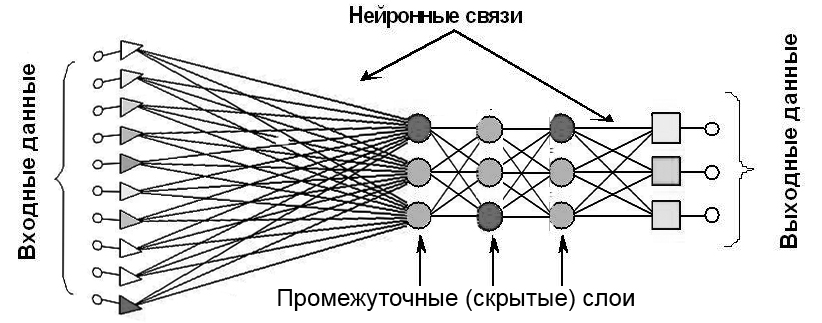 Нейронные связи
Входные данные
Выходные данные
Промежуточные (скрытые) слои